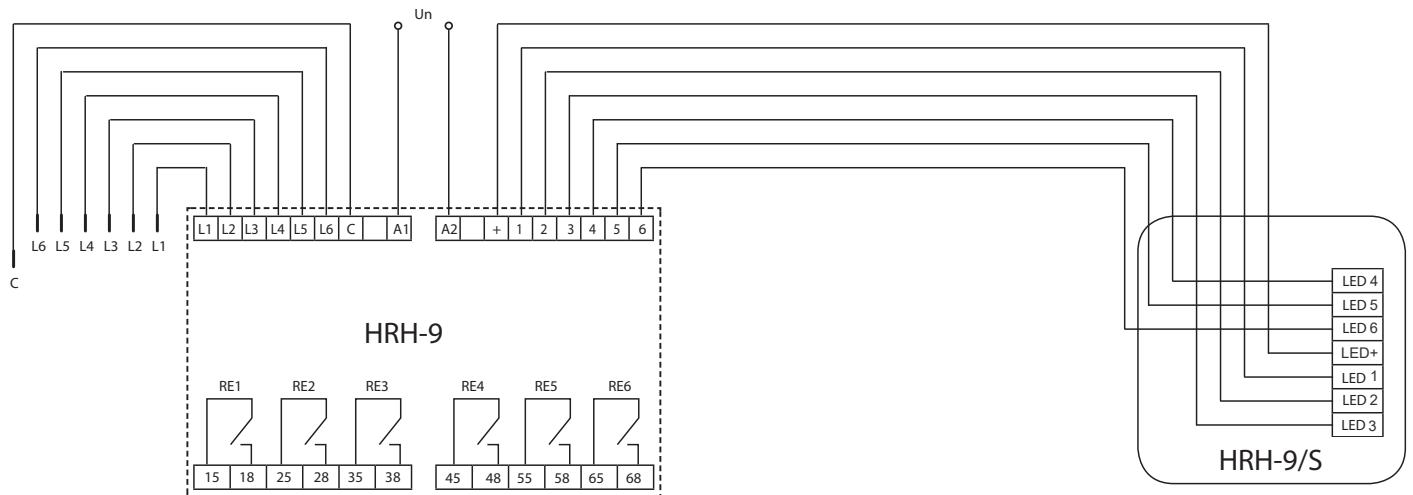 Un
L1 L2 L3 L4 L5 L6 C A1
A2 + 1 2 3 4 5 6
L6 L5 L4 L3 L2 L1
C
LED 4
LED 5
LED 6
LED+
LED 1
LED 2
LED 3
HRH-9
RE1 RE2 RE3 RE4 RE5 RE6
HRH-9/S
15 18 25 28 35 38
45 48 55 58 65 68